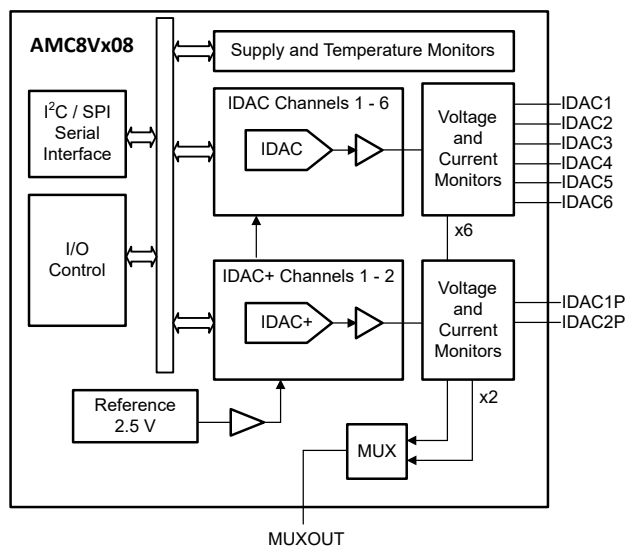 AMC8Vx08
Supply and Temperature Monitors
I²C / SPI
Serial
Interface
I/O
Control
IDAC Channels 1 - 6
IDAC
Voltage
and
Current
Monitors
IDAC1
IDAC2
IDAC3
IDAC4
IDAC5
IDAC6
x6
IDAC+ Channels 1 - 2
IDAC+
Voltage
and
Current
Monitors
IDAC1P
IDAC2P
x2
Reference
2.5 V
MUX
MUXOUT